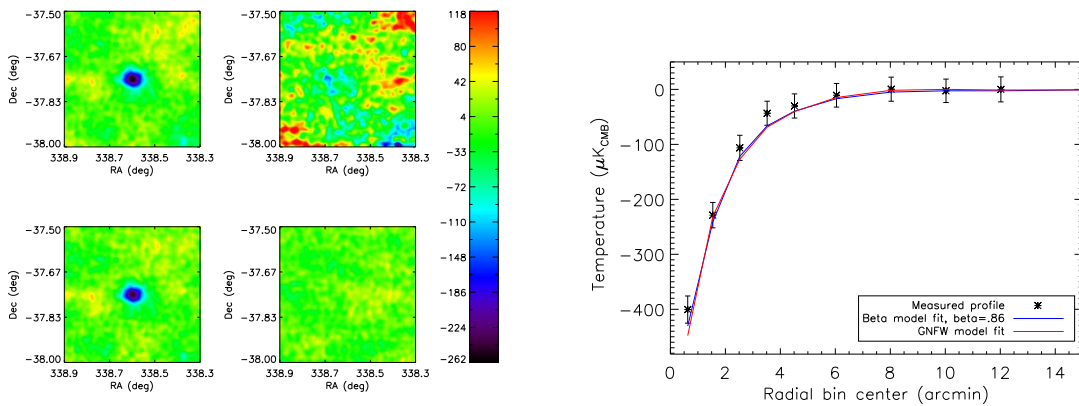 -37.50
-37.67
-37.83
-38.00
Dec (deg)
338.9 338.7 338.5 338.3
RA (deg)
-37.50
-37.67
-37.83
-38.00
Dec (deg)
338.9 338.7 338.5 338.3
RA (deg)
-37.50
-37.67
-37.83
-38.00
Dec (deg)
338.9 338.7 338.5 338.3
RA (deg)
-37.50
-37.67
-37.83
-38.00
Dec (deg)
338.9 338.7 338.5 338.3
RA (deg)
118
80
42
4
-33
-72
-110
-148
-186
-224
-262
0
-100
-200
-300
-400
Temperature (μK_CMB)
Measured profile
Beta model fit, beta=.86
GNFW model fit
0 2 4 6 8 10 12 14
Radial bin center (arcmin)